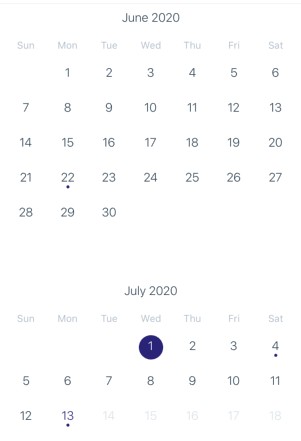 June 2020
Sun Mon Tue Wed Thu Fri Sat
1 2 3 4 5 6
7 8 9 10 11 12 13
14 15 16 17 18 19 20
21 22 23 24 25 26 27
28 29 30
July 2020
Sun Mon Tue Wed Thu Fri Sat
1 2 3 4
5 6 7 8 9 10 11
12 13 14 15 16 17 18